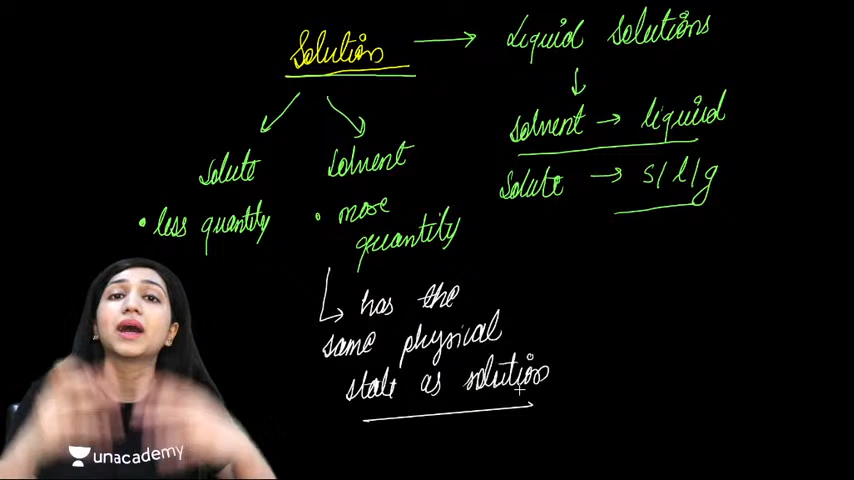 Solution → Liquid solutions
solvent → liquid
solute → s/l/g
solute
• less quantity
solvent
• more
quantity
↳ has the
same physical
state as solution
unacademy